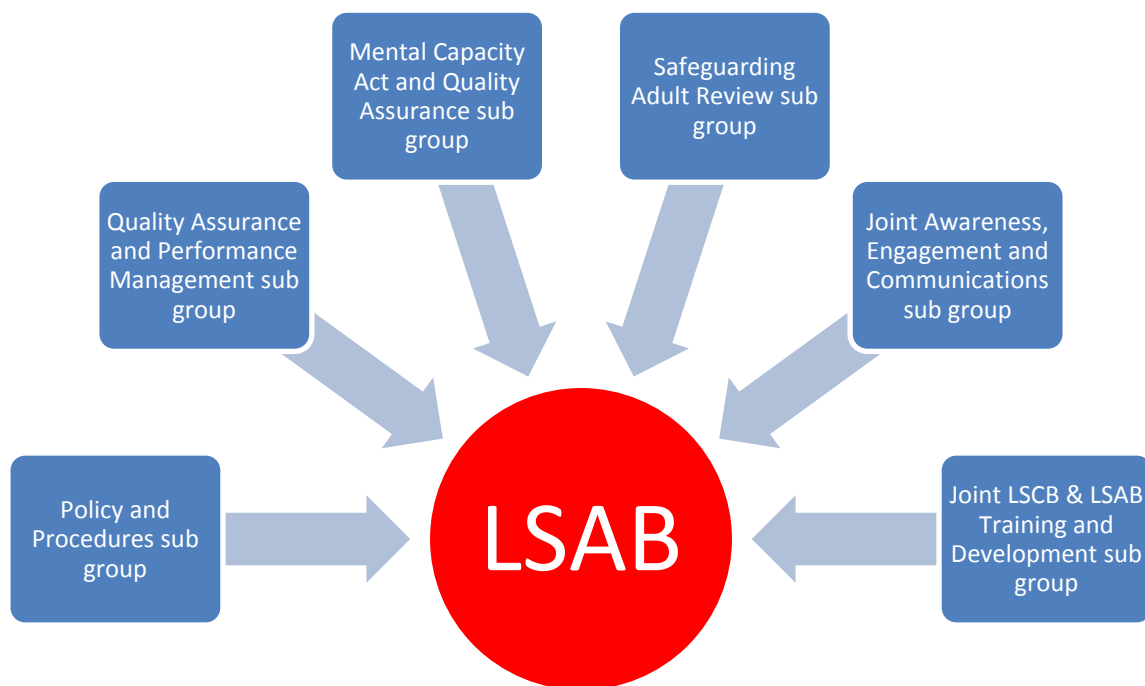 Mental Capacity
Act and Quality
Assurance sub
group
Safeguarding
Adult Review sub
group
Quality Assurance
and Performance
Management sub
group
Joint Awareness,
Engagement and
Communications
sub group
Policy and
Procedures sub
group
LSAB
Joint LSCB & LSAB
Training and
Development sub
group